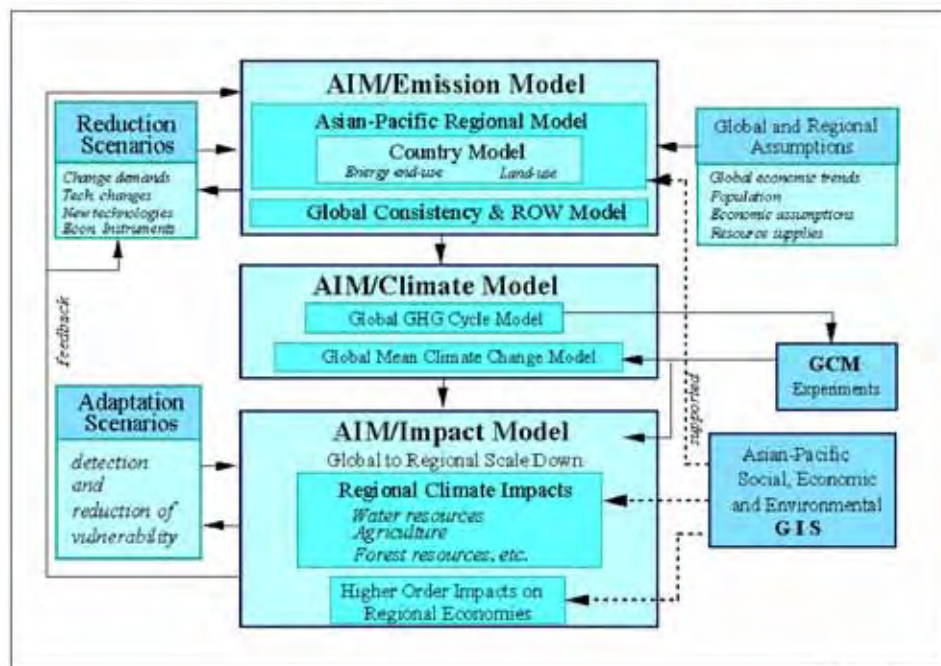 AIM/Emission Model
Asian-Pacific Regional Model
Country Model
Energy end-use Land-use
Global Consistency & ROW Model
Reduction
Scenarios
Change demands
Tech. changes
New technologies
Econ. Instruments
Global and Regional
Assumptions
Global economic trends
Population
Economic assumptions
Resource supplies
AIM/Climate Model
Global GHG Cycle Model
Global Mean Climate Change Model
GCM
Experiments
feedback
supported
Adaptation
Scenarios
detection
and
reduction of
vulnerability
AIM/Impact Model
Global to Regional Scale Down
Regional Climate Impacts
Water resources
Agriculture
Forest resources, etc.
Higher Order Impacts on
Regional Economies
Asian-Pacific
Social, Economic
and Environmental
GIS